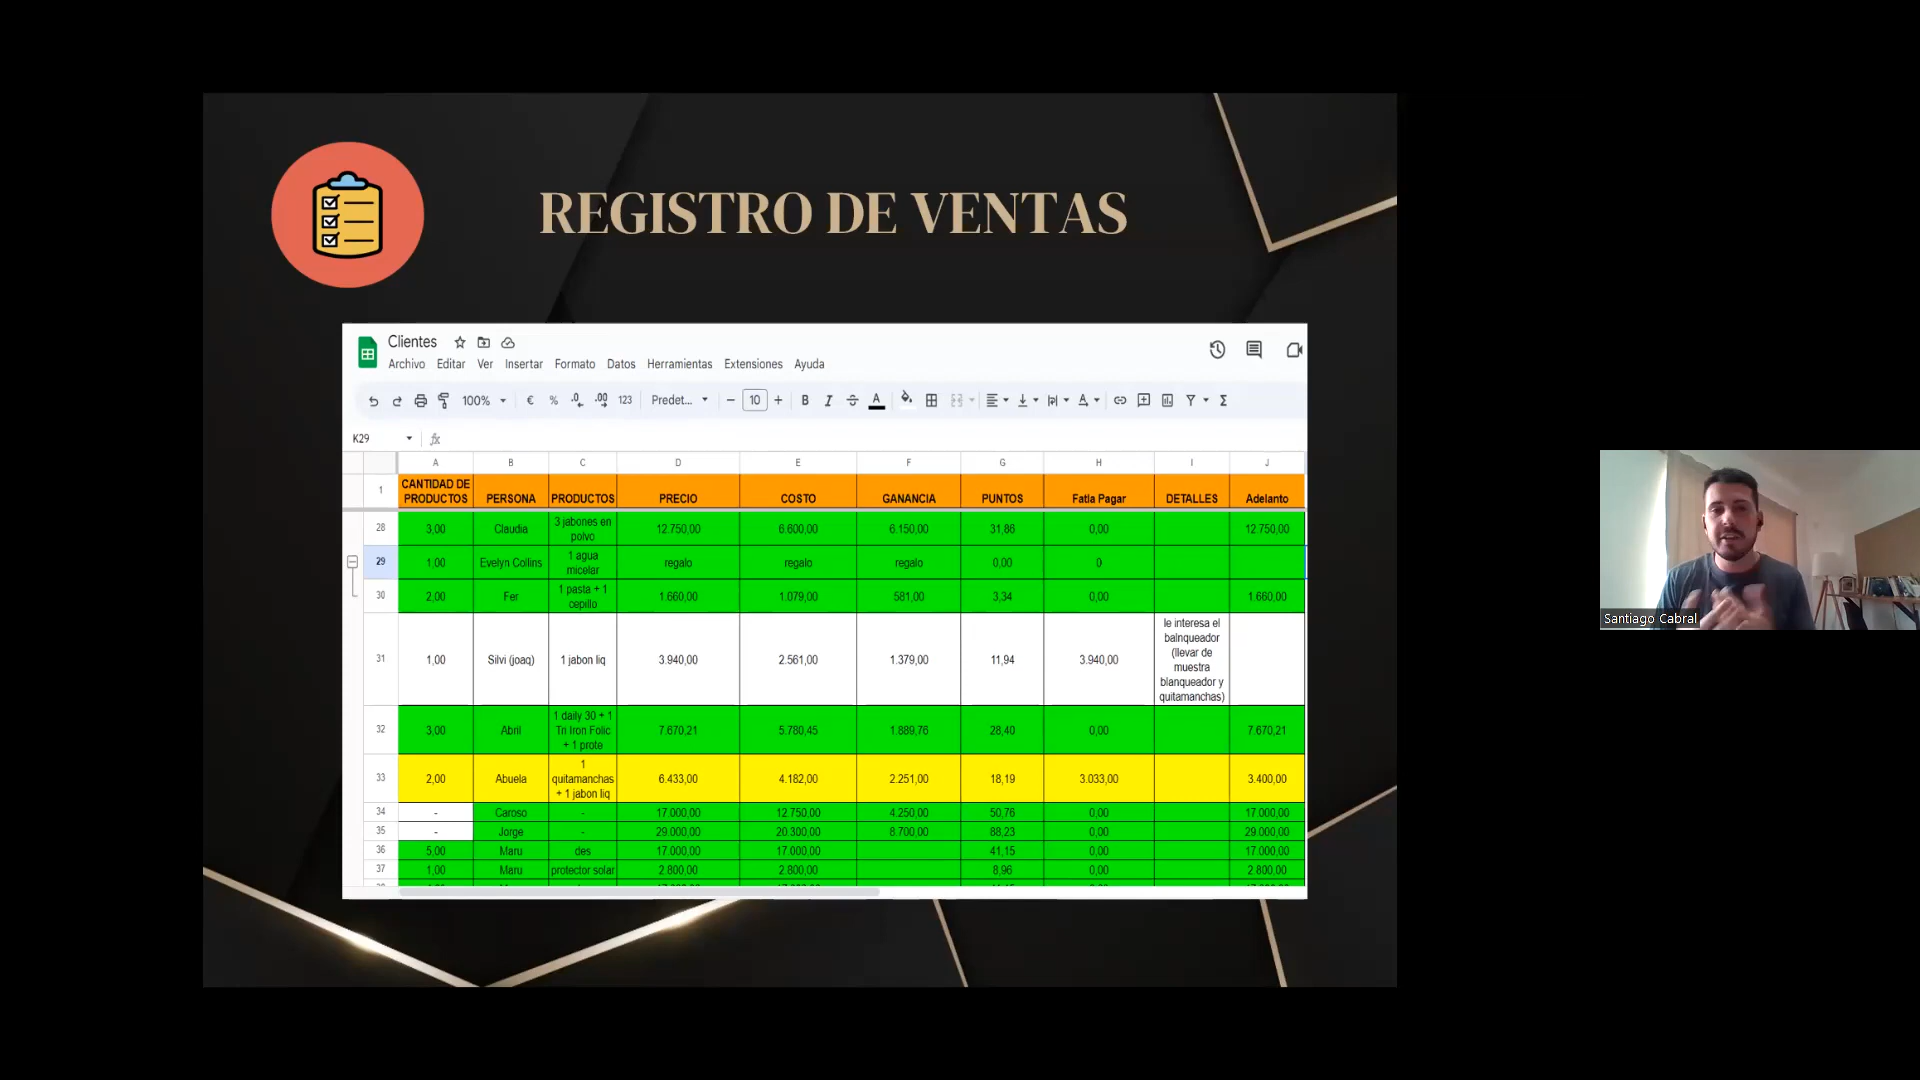 REGISTRO DE VENTAS
Clientes
Archivo Editar Ver Insertar Formato Datos Herramientas Extensiones Ayuda
100% € % .0 .00 123 Predet... − 10 + B I
K29 fx
A B C D E F G H I J
1 CANTIDAD DE PRODUCTOS PERSONA PRODUCTOS PRECIO COSTO GANANCIA PUNTOS Fatla Pagar DETALLES Adelanto
28 3,00 Claudia 3 jabones en polvo 12.750,00 6.600,00 6.150,00 31,86 0,00 12.750,00
29 1,00 Evelyn Collins 1 agua micelar regalo regalo regalo 0,00 0
30 2,00 Fer 1 pasta + 1 cepillo 1.660,00 1.079,00 581,00 3,34 0,00 1.660,00
31 1,00 Silvi (joaq) 1 jabon liq 3.940,00 2.561,00 1.379,00 11,94 3.940,00 le interesa el balnqueador (llevar de muestra blanqueador y quitamanchas)
32 3,00 Abril 1 daily 30 + 1 Tri Iron Folic + 1 prote 7.670,21 5.780,45 1.889,76 28,40 0,00 7.670,21
33 2,00 Abuela 1 quitamanchas + 1 jabon liq 6.433,00 4.182,00 2.251,00 18,19 3.033,00 3.400,00
34 - Caroso - 17.000,00 12.750,00 4.250,00 50,76 0,00 17.000,00
35 - Jorge - 29.000,00 20.300,00 8.700,00 88,23 0,00 29.000,00
36 5,00 Maru des 17.000,00 17.000,00 41,15 0,00 17.000,00
37 1,00 Maru protector solar 2.800,00 2.800,00 8,96 0,00 2.800,00
Santiago Cabral